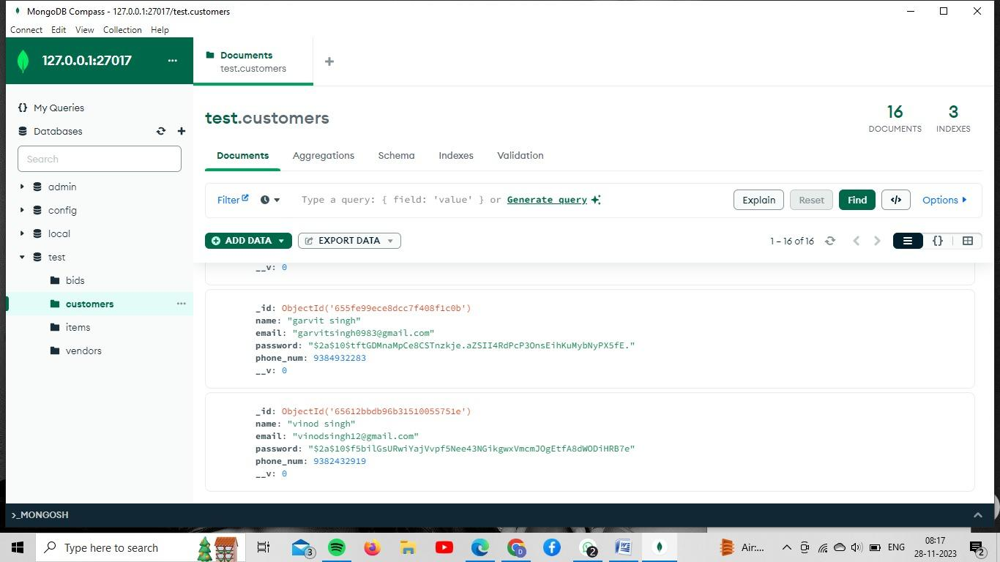 MongoDB Compass - 127.0.0.1:27017/test.customers
Connect Edit View Collection Help
127.0.0.1:27017
Documents
test.customers
My Queries
Databases
Search
admin
config
local
test
bids
customers
items
vendors
test.customers
16
DOCUMENTS
3
INDEXES
Documents Aggregations Schema Indexes Validation
Filter Type a query: { field: 'value' } or Generate query Explain Reset Find </> Options
ADD DATA EXPORT DATA 1 – 16 of 16 {}
__v: 0
_id: ObjectId('655fe99ece8dcc7f408f1c0b')
name: "garvit singh"
email: "garvitsingh0983@gmail.com"
password: "$2a$10$tftGDMnaMpCe8CSTnzkje.aZSII4RdPcP3OnsEihKuMybNyPX5fE."
phone_num: 9384932283
__v: 0
_id: ObjectId('65612bbdb96b31510055751e')
name: "vinod singh"
email: "vinodsingh12@gmail.com"
password: "$2a$10$f5bilGsURwiYajVvpf5Nee43NGikgwxVmcmJOgEtfA8dWODiHRB7e"
phone_num: 9382432919
__v: 0
>_MONGOSH
Type here to search
3
D
2
Air:...
ENG
08:17
28-11-2023
2